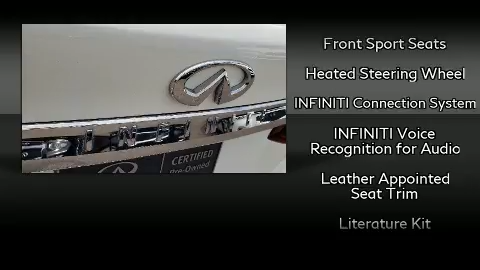 INFINITI
CERTIFIED
Pre-Owned
Front Sport Seats
Heated Steering Wheel
INFINITI Connection System
INFINITI Voice
Recognition for Audio
Leather Appointed
Seat Trim
Literature Kit